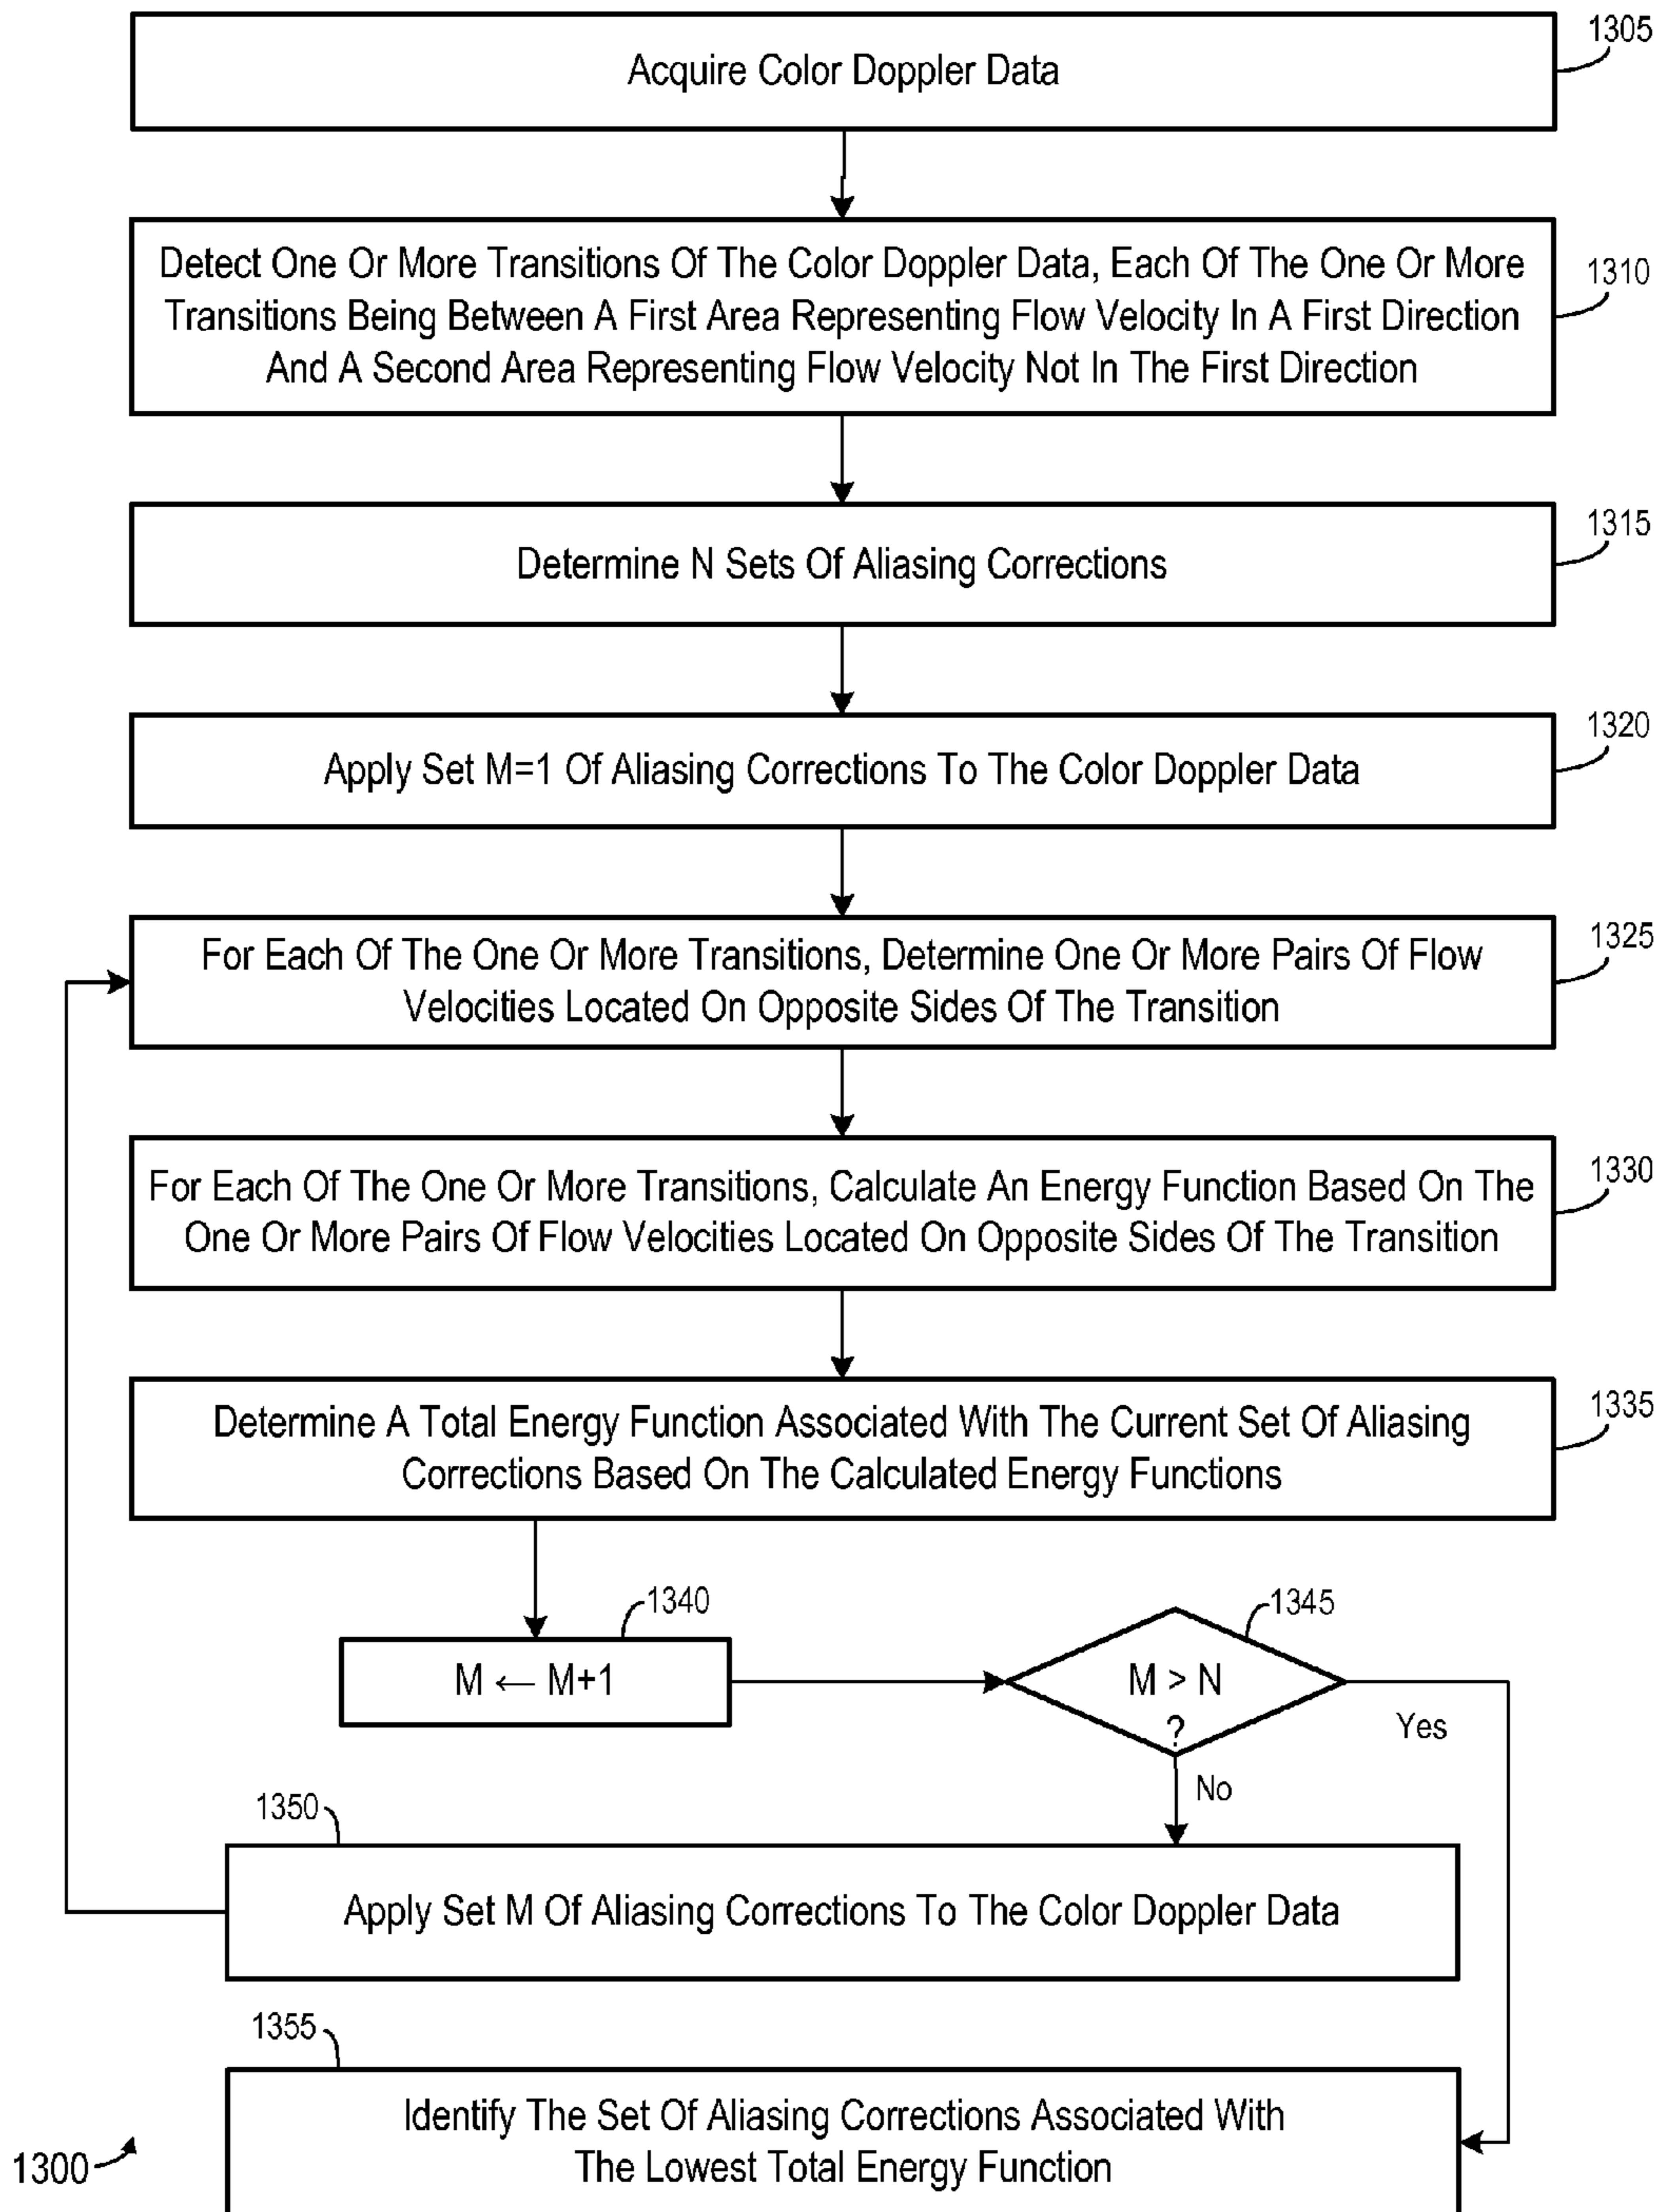 Acquire Color Doppler Data
1305
Detect One Or More Transitions Of The Color Doppler Data, Each Of The One Or More
Transitions Being Between A First Area Representing Flow Velocity In A First Direction
And A Second Area Representing Flow Velocity Not In The First Direction
1310
Determine N Sets Of Aliasing Corrections
1315
Apply Set M=1 Of Aliasing Corrections To The Color Doppler Data
1320
For Each Of The One Or More Transitions, Determine One Or More Pairs Of Flow
Velocities Located On Opposite Sides Of The Transition
1325
For Each Of The One Or More Transitions, Calculate An Energy Function Based On The
One Or More Pairs Of Flow Velocities Located On Opposite Sides Of The Transition
1330
Determine A Total Energy Function Associated With The Current Set Of Aliasing
Corrections Based On The Calculated Energy Functions
1335
1340
M ← M+1
1345
M > N
?
Yes
No
1350
Apply Set M Of Aliasing Corrections To The Color Doppler Data
1355
Identify The Set Of Aliasing Corrections Associated With
The Lowest Total Energy Function
1300